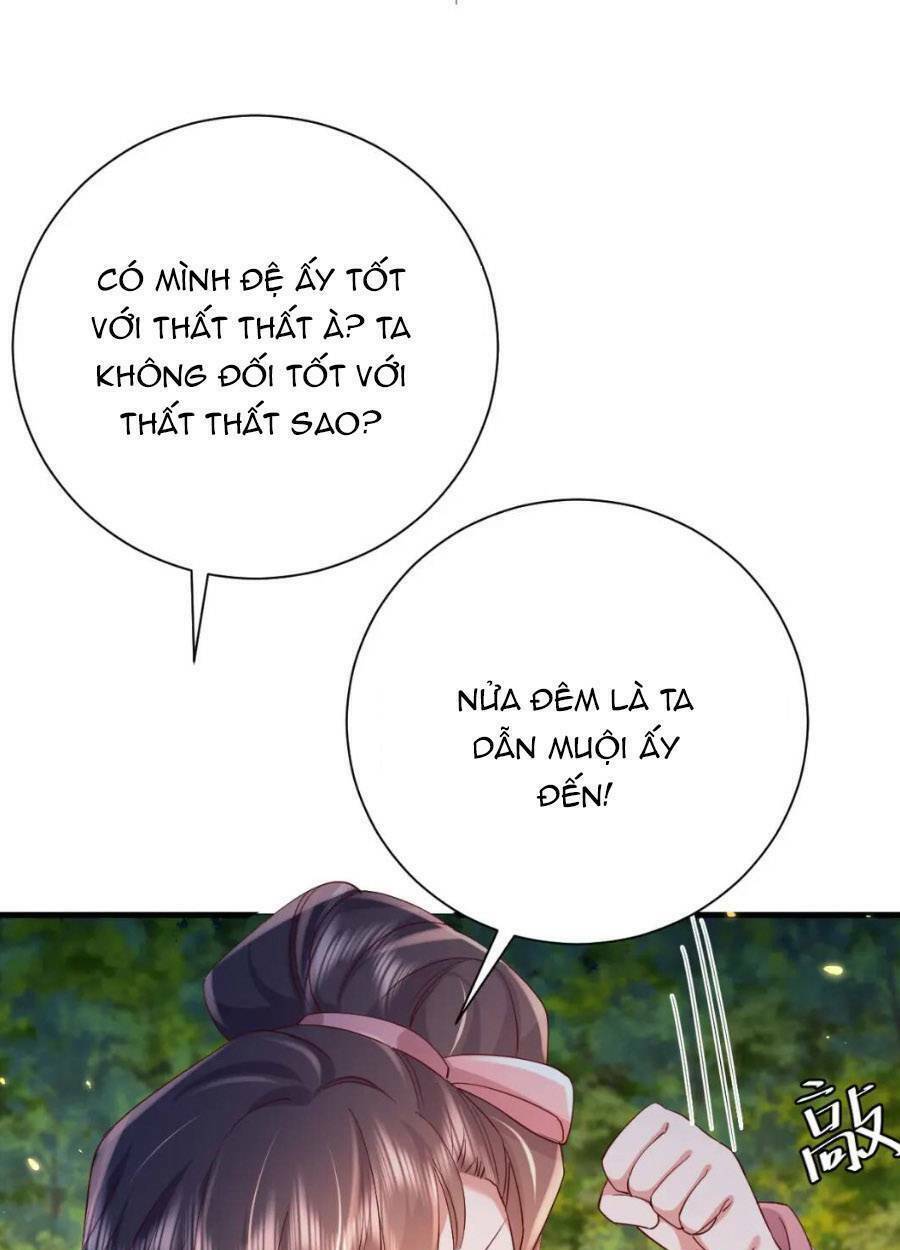 CÓ MÌNH ĐỆ ẤY TỐT
VỚI THẤT THẤT À? TA
KHÔNG ĐỐI TỐT VỚI
THẤT THẤT SAO?
NỬA ĐÊM LÀ TA
DẪN MUỘI ẤY
ĐẾN!
敲